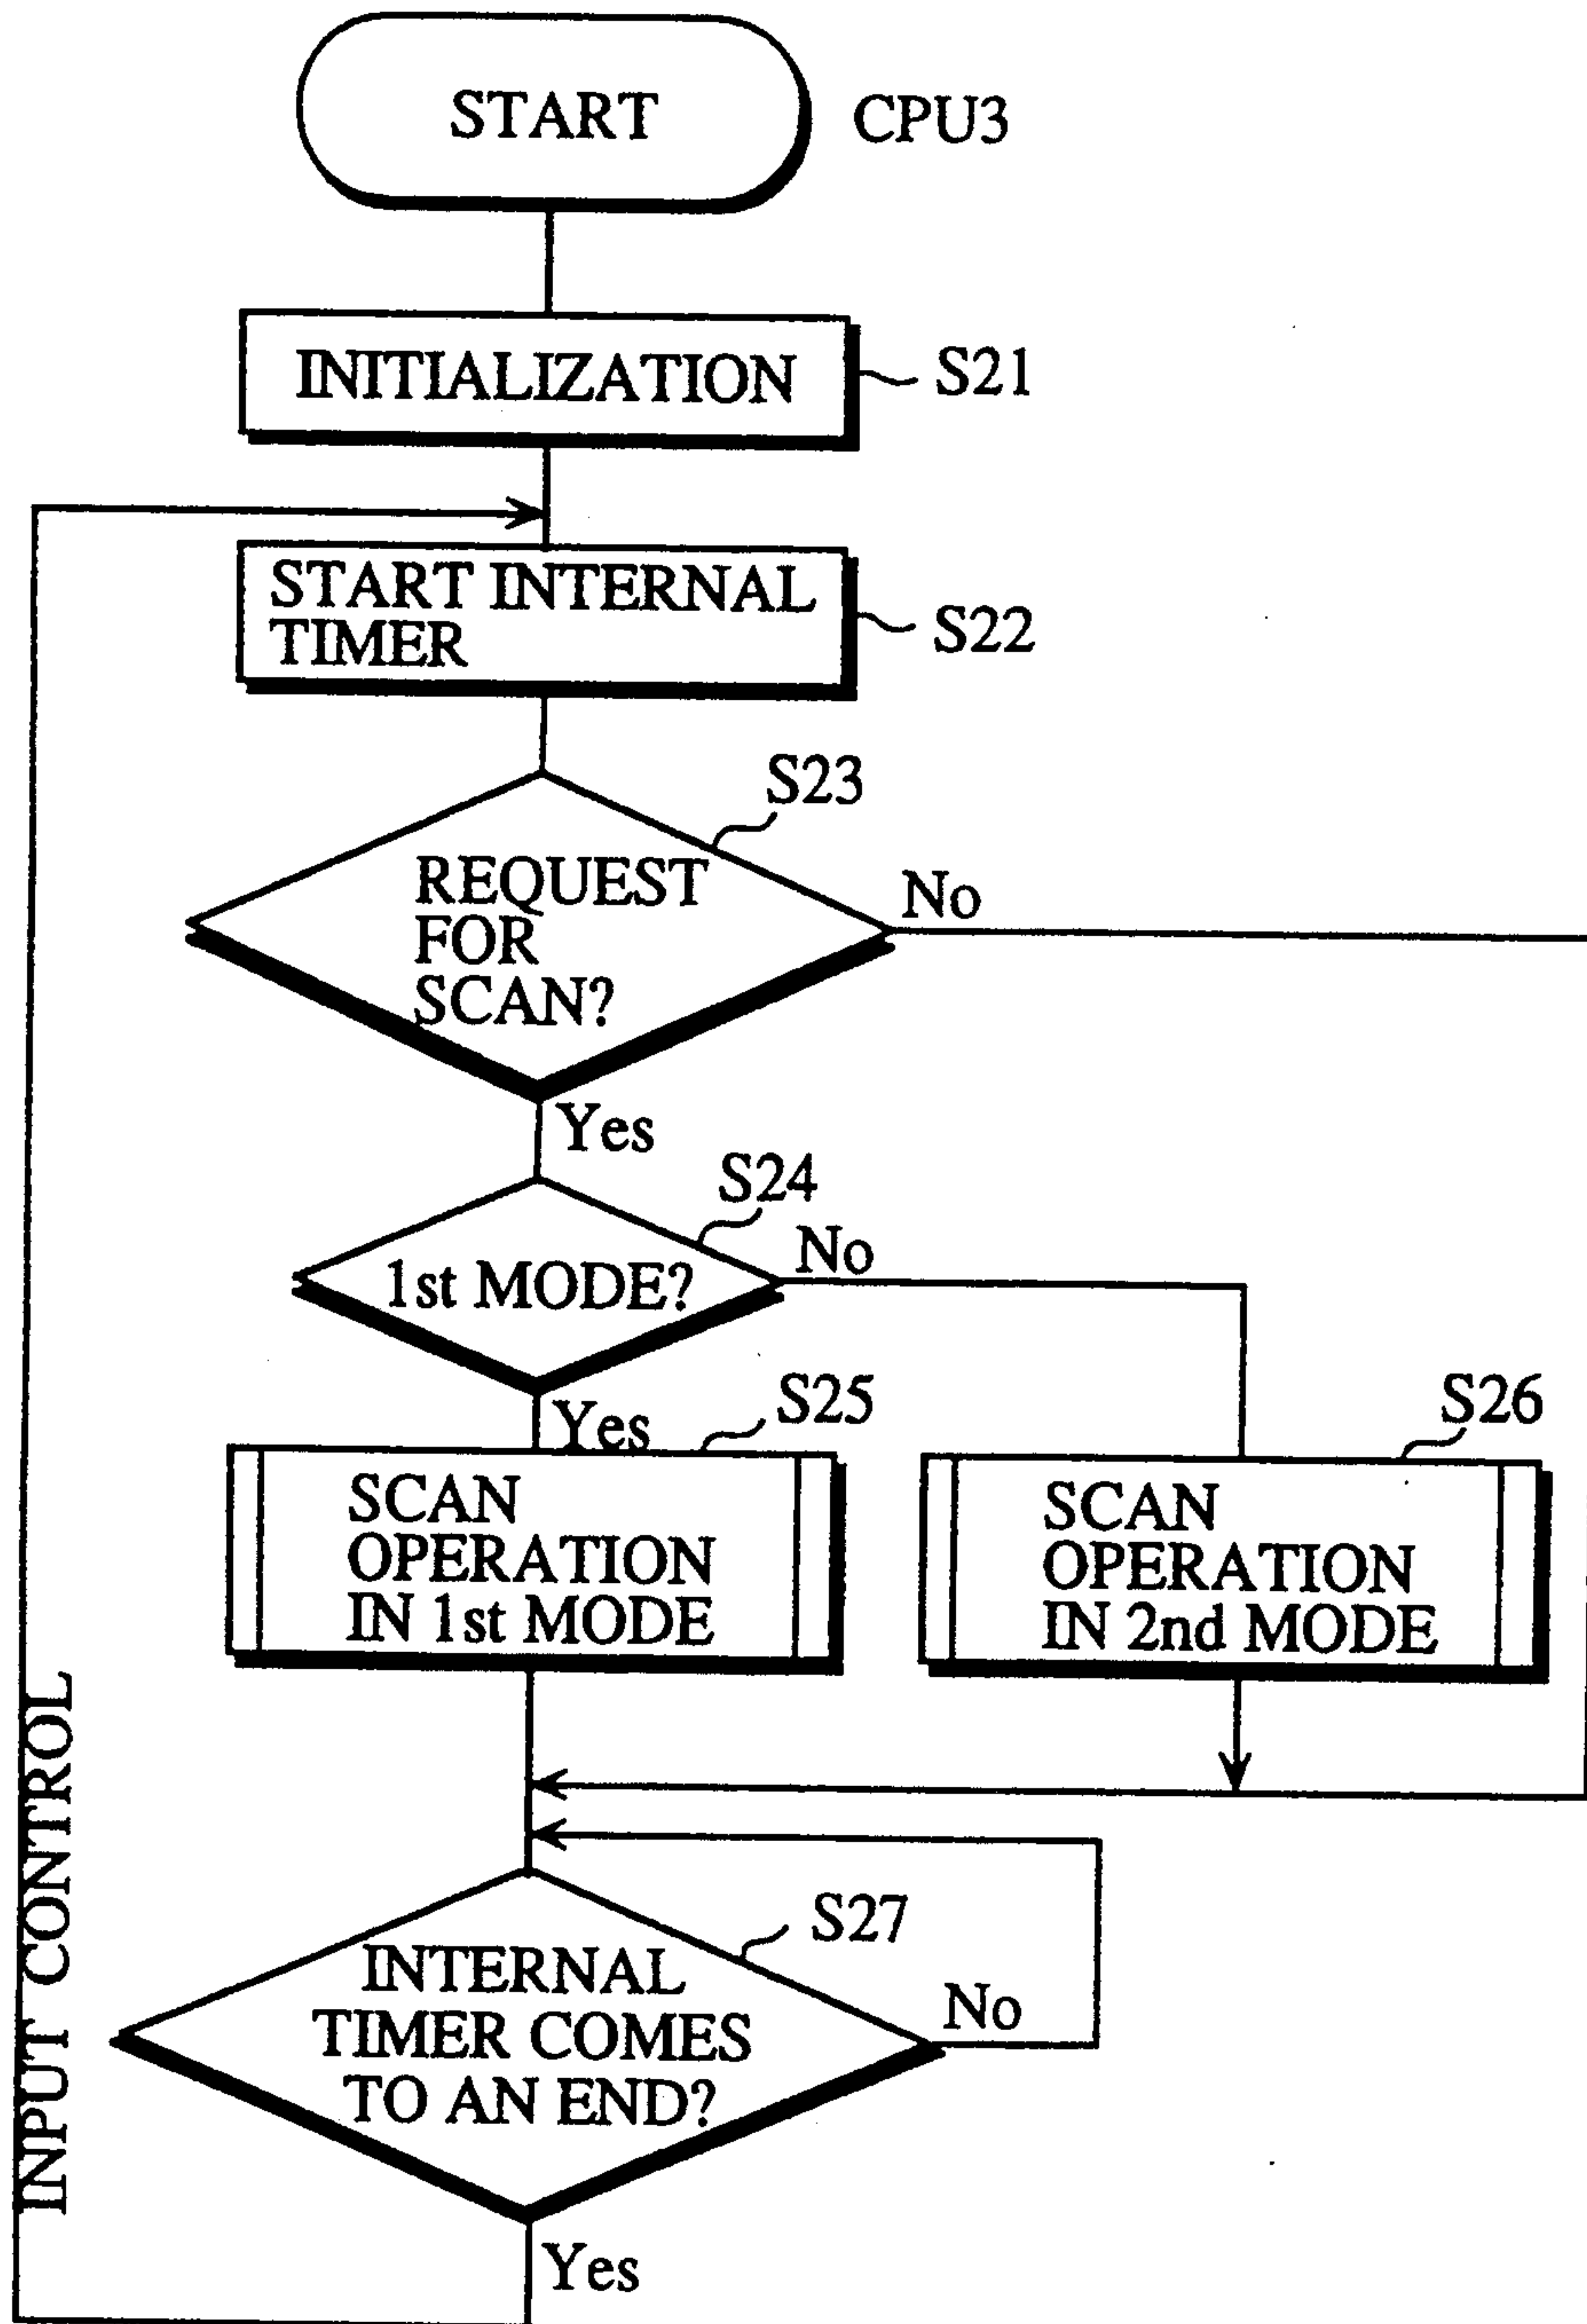 START
CPU3
INITIALIZATION
S21
START INTERNAL
TIMER
S22
S23
REQUEST
FOR
SCAN?
No
Yes
S24
1st MODE?
No
Yes
S25
SCAN
OPERATION
IN 1st MODE
S26
SCAN
OPERATION
IN 2nd MODE
INPUT CONTROL
S27
INTERNAL
TIMER COMES
TO AN END?
No
Yes